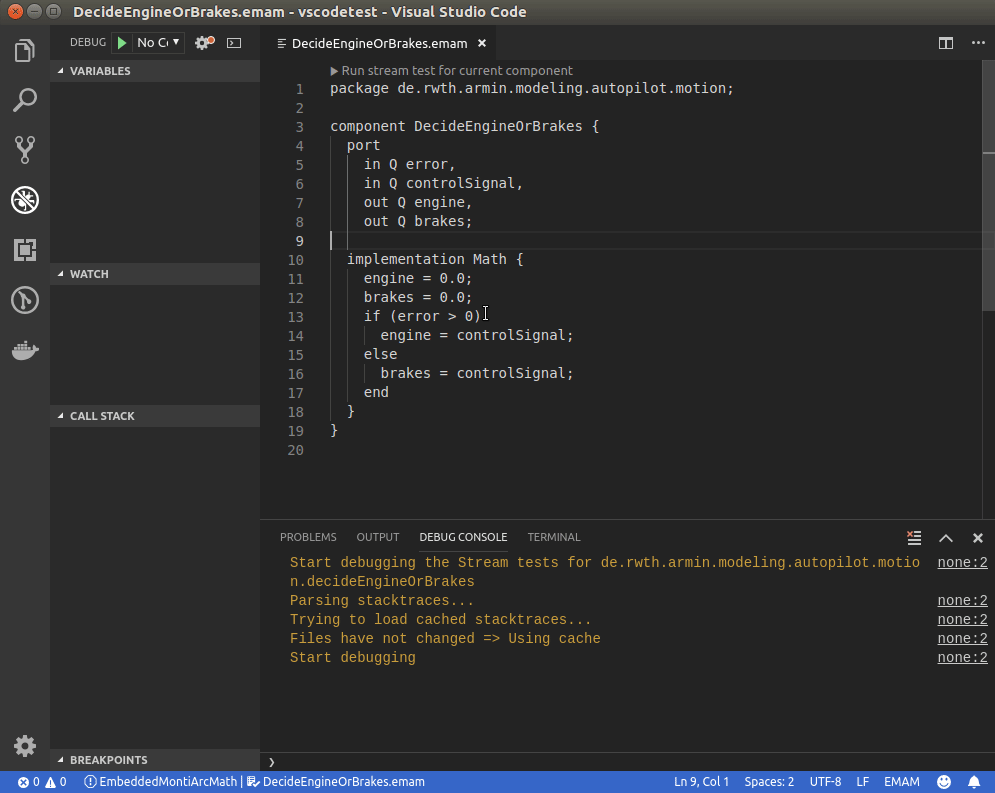 DecideEngineOrBrakes.emam - vscodetest - Visual Studio Code
DEBUG
No C
DecideEngineOrBrakes.emam
VARIABLES
WATCH
CALL STACK
BREAKPOINTS
Run stream test for current component
1 package de.rwth.armin.modeling.autopilot.motion;
2
3 component DecideEngineOrBrakes {
4 port
5 in Q error,
6 in Q controlSignal,
7 out Q engine,
8 out Q brakes;
9
10 implementation Math {
11 engine = 0.0;
12 brakes = 0.0;
13 if (error > 0)
14 engine = controlSignal;
15 else
16 brakes = controlSignal;
17 end
18 }
19 }
20
PROBLEMS OUTPUT DEBUG CONSOLE TERMINAL
Start debugging the Stream tests for de.rwth.armin.modeling.autopilot.motio none:2
n.decideEngineOrBrakes
Parsing stacktraces... none:2
Trying to load cached stacktraces... none:2
Files have not changed => Using cache none:2
Start debugging none:2
0 0 EmbeddedMontiArcMath | DecideEngineOrBrakes.emam Ln 9, Col 1 Spaces: 2 UTF-8 LF EMAM